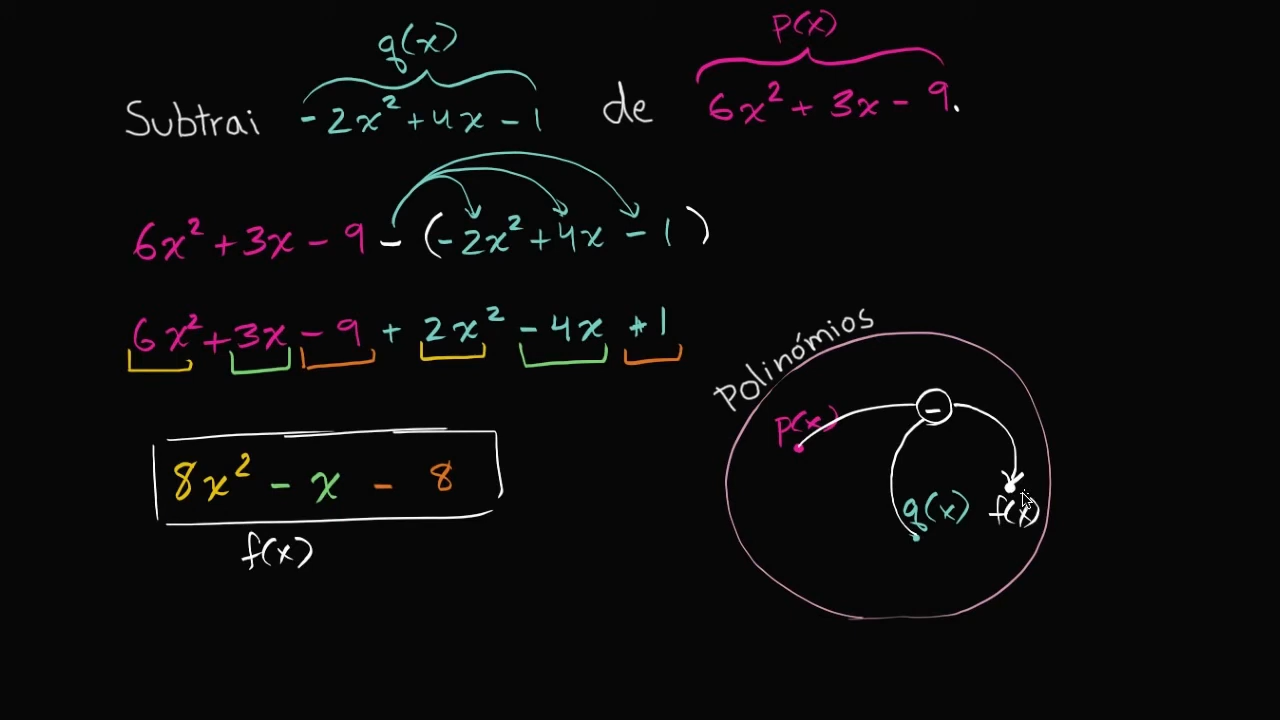 q(x) p(x)
Subtrai -2x² + 4x - 1 de 6x² + 3x - 9.
6x² + 3x - 9 - (-2x² + 4x - 1)
6x² + 3x - 9 + 2x² - 4x + 1
8x² - x - 8
f(x)
Polinómios
-
p(x)
q(x) f(x)